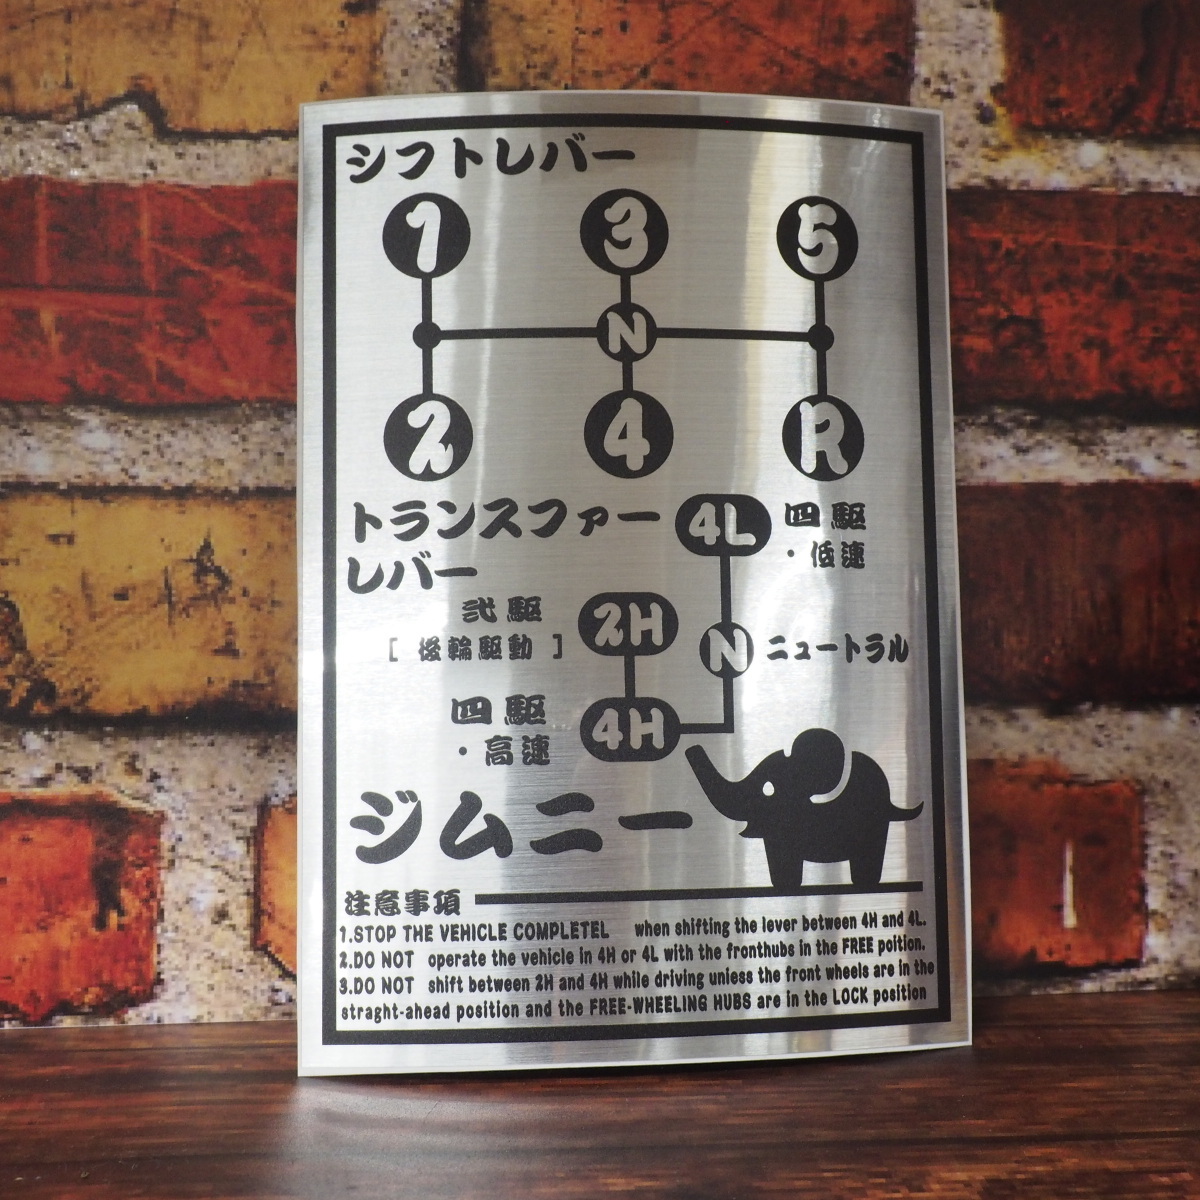 シフトレバー
1 3 5
N
2 4 R
トランスファー
レバー
4L 四駆
・低速
弐駆 2H
[後輪駆動]
N ニュートラル
四駆 4H
・高速
ジムニー
注意事項
1.STOP THE VEHICLE COMPLETEL when shifting the lever between 4H and 4L.
2.DO NOT operate the vehicle in 4H or 4L with the fronthubs in the FREE poition.
3.DO NOT shift between 2H and 4H while driving uniess the front wheels are in the
straght-ahead position and the FREE-WHEELING HUBS are in the LOCK position